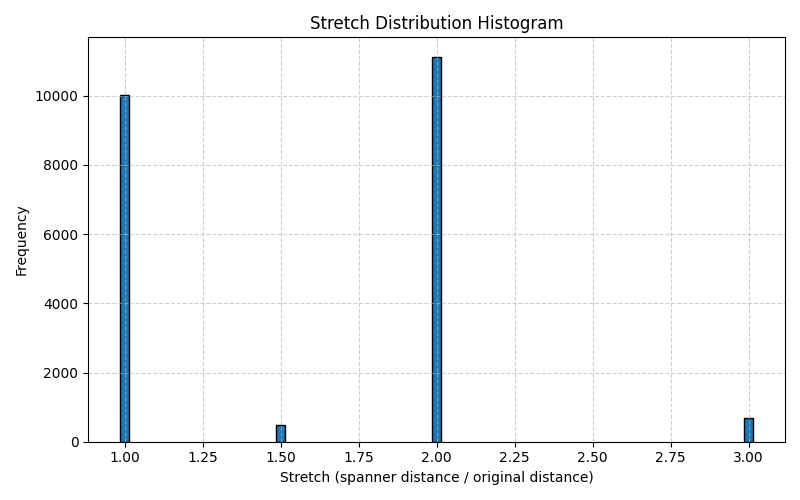 Stretch Distribution Histogram
Frequency
10000
8000
6000
4000
2000
0
1.00 1.25 1.50 1.75 2.00 2.25 2.50 2.75 3.00
Stretch (spanner distance / original distance)